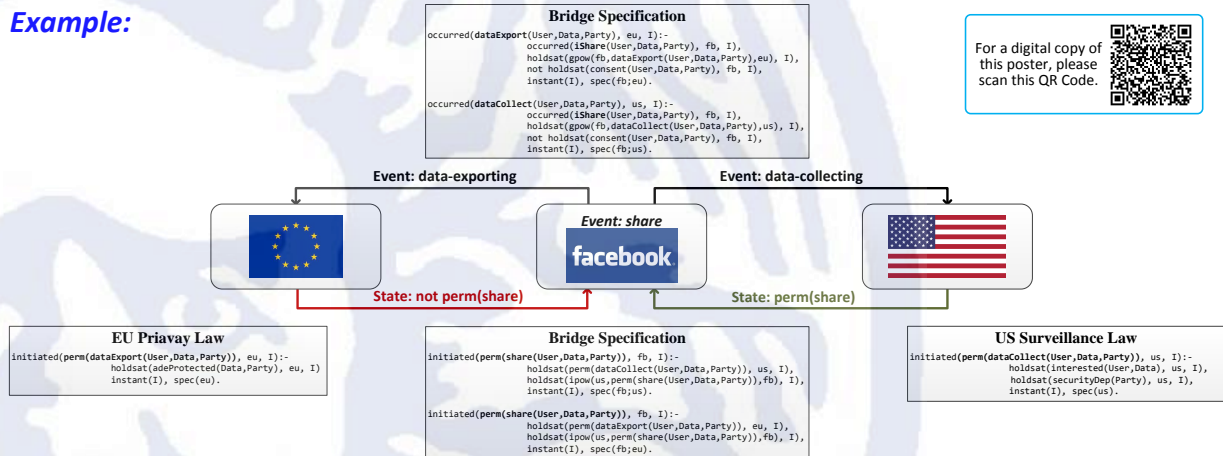 Example:
Bridge Specification
occurred(dataExport(User,Data,Party), eu, I):-
occurred(iShare(User,Data,Party), fb, I),
holdsat(gpow(fb,dataExport(User,Data,Party),eu), I),
not holdsat(consent(User,Data,Party), fb, I),
instant(I), spec(fb;eu).
occurred(dataCollect(User,Data,Party), us, I):-
occurred(iShare(User,Data,Party), fb, I),
holdsat(gpow(fb,dataCollect(User,Data,Party),us), I),
not holdsat(consent(User,Data,Party), fb, I),
instant(I), spec(fb;us).
For a digital copy of
this poster, please
scan this QR Code.
Event: data-exporting
Event: data-collecting
Event: share
facebook
State: not perm(share)
State: perm(share)
EU Priavay Law
initiated(perm(dataExport(User,Data,Party)), eu, I):-
holdsat(adeProtected(Data,Party), eu, I)
instant(I), spec(eu).
Bridge Specification
initiated(perm(share(User,Data,Party)), fb, I):-
holdsat(perm(dataCollect(User,Data,Party)), us, I),
holdsat(ipow(us,perm(share(User,Data,Party)),fb), I),
instant(I), spec(fb;us).
initiated(perm(share(User,Data,Party)), fb, I):-
holdsat(perm(dataExport(User,Data,Party)), eu, I),
holdsat(ipow(us,perm(share(User,Data,Party)),fb), I),
instant(I), spec(fb;eu).
US Surveillance Law
initiated(perm(dataCollect(User,Data,Party)), us, I):-
holdsat(interested(User,Data), us, I),
holdsat(securityDep(Party), us, I),
instant(I), spec(us).